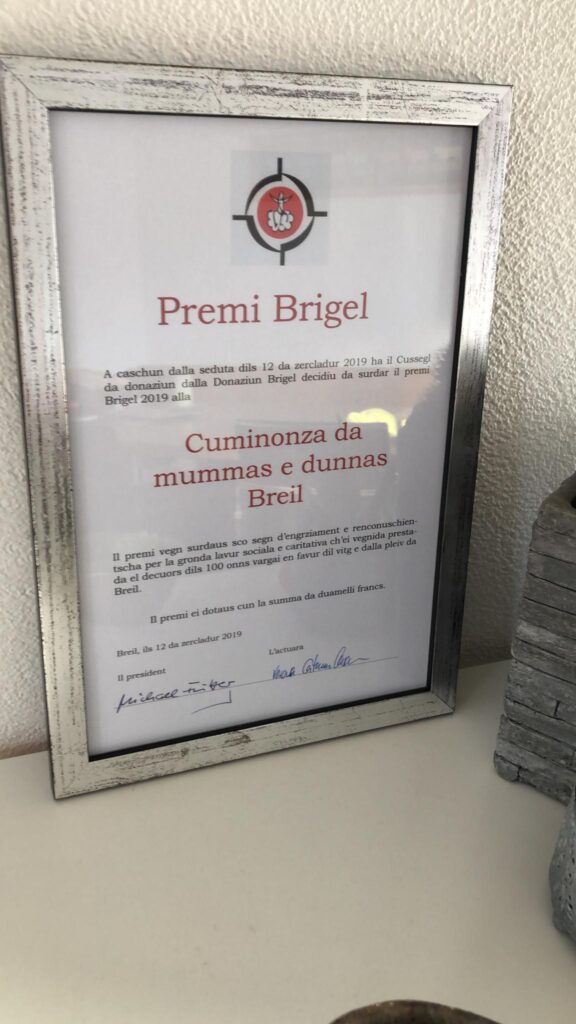 Premi Brigel
A caschun dalla seduta dils 12 da zercladur 2019 ha il Cussegl
da donaziun dalla Donaziun Brigel decidiu da surdar il premi
Brigel 2019 alla
Cuminonza da
mummas e dunnas
Breil
Il premi vegn surdaus sco segn d'engrziament e renconuschien-
tscha per la gronda lavur sociala e caritativa ch'ei vegnida presta-
da el decuors dils 100 onns vargai en favur dil vitg e dalla pleiv da
Breil.
Il premi ei dotaus cun la summa da duamelli francs.
Breil, ils 12 da zercladur 2019
Il president
L'actuara
Michael